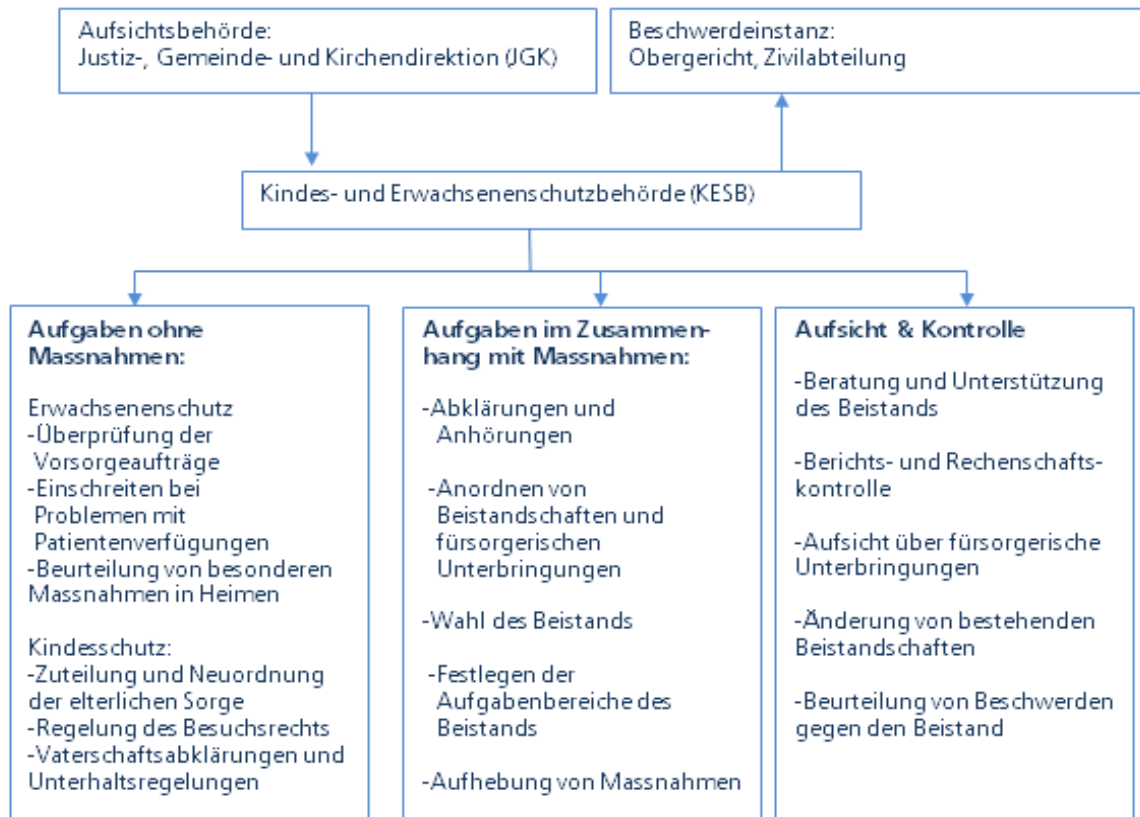 Aufsichtsbehörde:
Justiz-, Gemeinde- und Kirchendirektion (JGK)
Beschwerdeinstanz:
Obergericht, Zivilabteilung
Kindes- und Erwachsenenschutzbehörde (KESB)
Aufgaben ohne
Massnahmen:
Erwachsenenschutz
-Überprüfung der
Vorsorgeaufträge
-Einschreiten bei
Problemen mit
Patientenverfügungen
-Beurteilung von besonderen
Massnahmen in Heimen
Kindesschutz:
-Zuteilung und Neuordnung
der elterlichen Sorge
-Regelung des Besuchsrechts
-Vaterschaftsabklärungen und
Unterhaltsregelungen
Aufgaben im Zusammen-
hang mit Massnahmen:
-Abklärungen und
Anhörungen
-Anordnen von
Beistandschaften und
fürsorgerischen
Unterbringungen
-Wahl des Beistands
-Festlegen der
Aufgabenbereiche des
Beistands
-Aufhebung von Massnahmen
Aufsicht & Kontrolle
-Beratung und Unterstützung
des Beistands
-Berichts- und Rechenschafts-
kontrolle
-Aufsicht über fürsorgerische
Unterbringungen
-Änderung von bestehenden
Beistandschaften
-Beurteilung von Beschwerden
gegen den Beistand